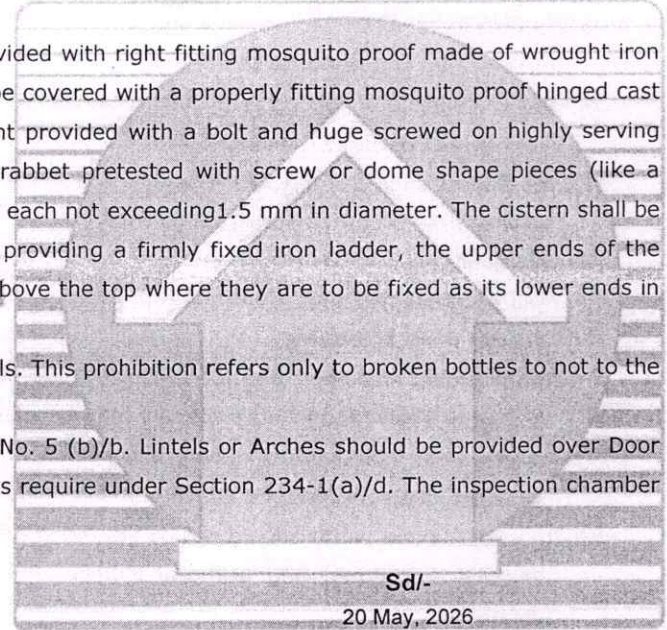 vided with right fitting mosquito proof made of wrought iron
be covered with a properly fitting mosquito proof hinged cast
nt provided with a bolt and huge screwed on highly serving
rabbet pretested with screw or dome shape pieces (like a
each not exceeding1.5 mm in diameter. The cistern shall be
providing a firmly fixed iron ladder, the upper ends of the
bove the top where they are to be fixed as its lower ends in
ls. This prohibition refers only to broken bottles to not to the
No. 5 (b)/b. Lintels or Arches should be provided over Door
s require under Section 234-1(a)/d. The inspection chamber
Sd/-
20 May, 2026